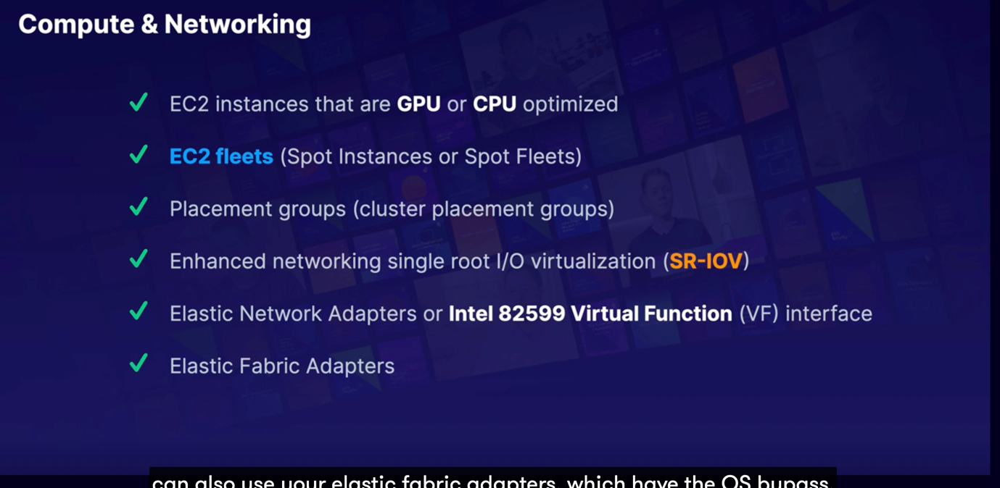 Compute & Networking
EC2 instances that are GPU or CPU optimized
EC2 fleets (Spot Instances or Spot Fleets)
Placement groups (cluster placement groups)
Enhanced networking single root I/O virtualization (SR-IOV)
Elastic Network Adapters or Intel 82599 Virtual Function (VF) interface
Elastic Fabric Adapters
can also use your elastic fabric adapters, which have the OS bypass